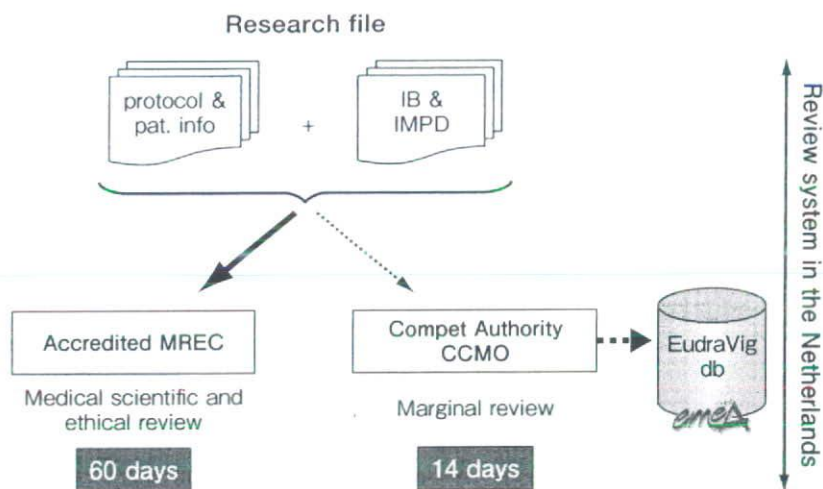 Research file
protocol &
pat. info
+
IB &
IMPD
Accredited MREC
Medical scientific and
ethical review
60 days
Compet Authority
CCMO
Marginal review
14 days
EudraVig
db
emea
Review system in the Netherlands